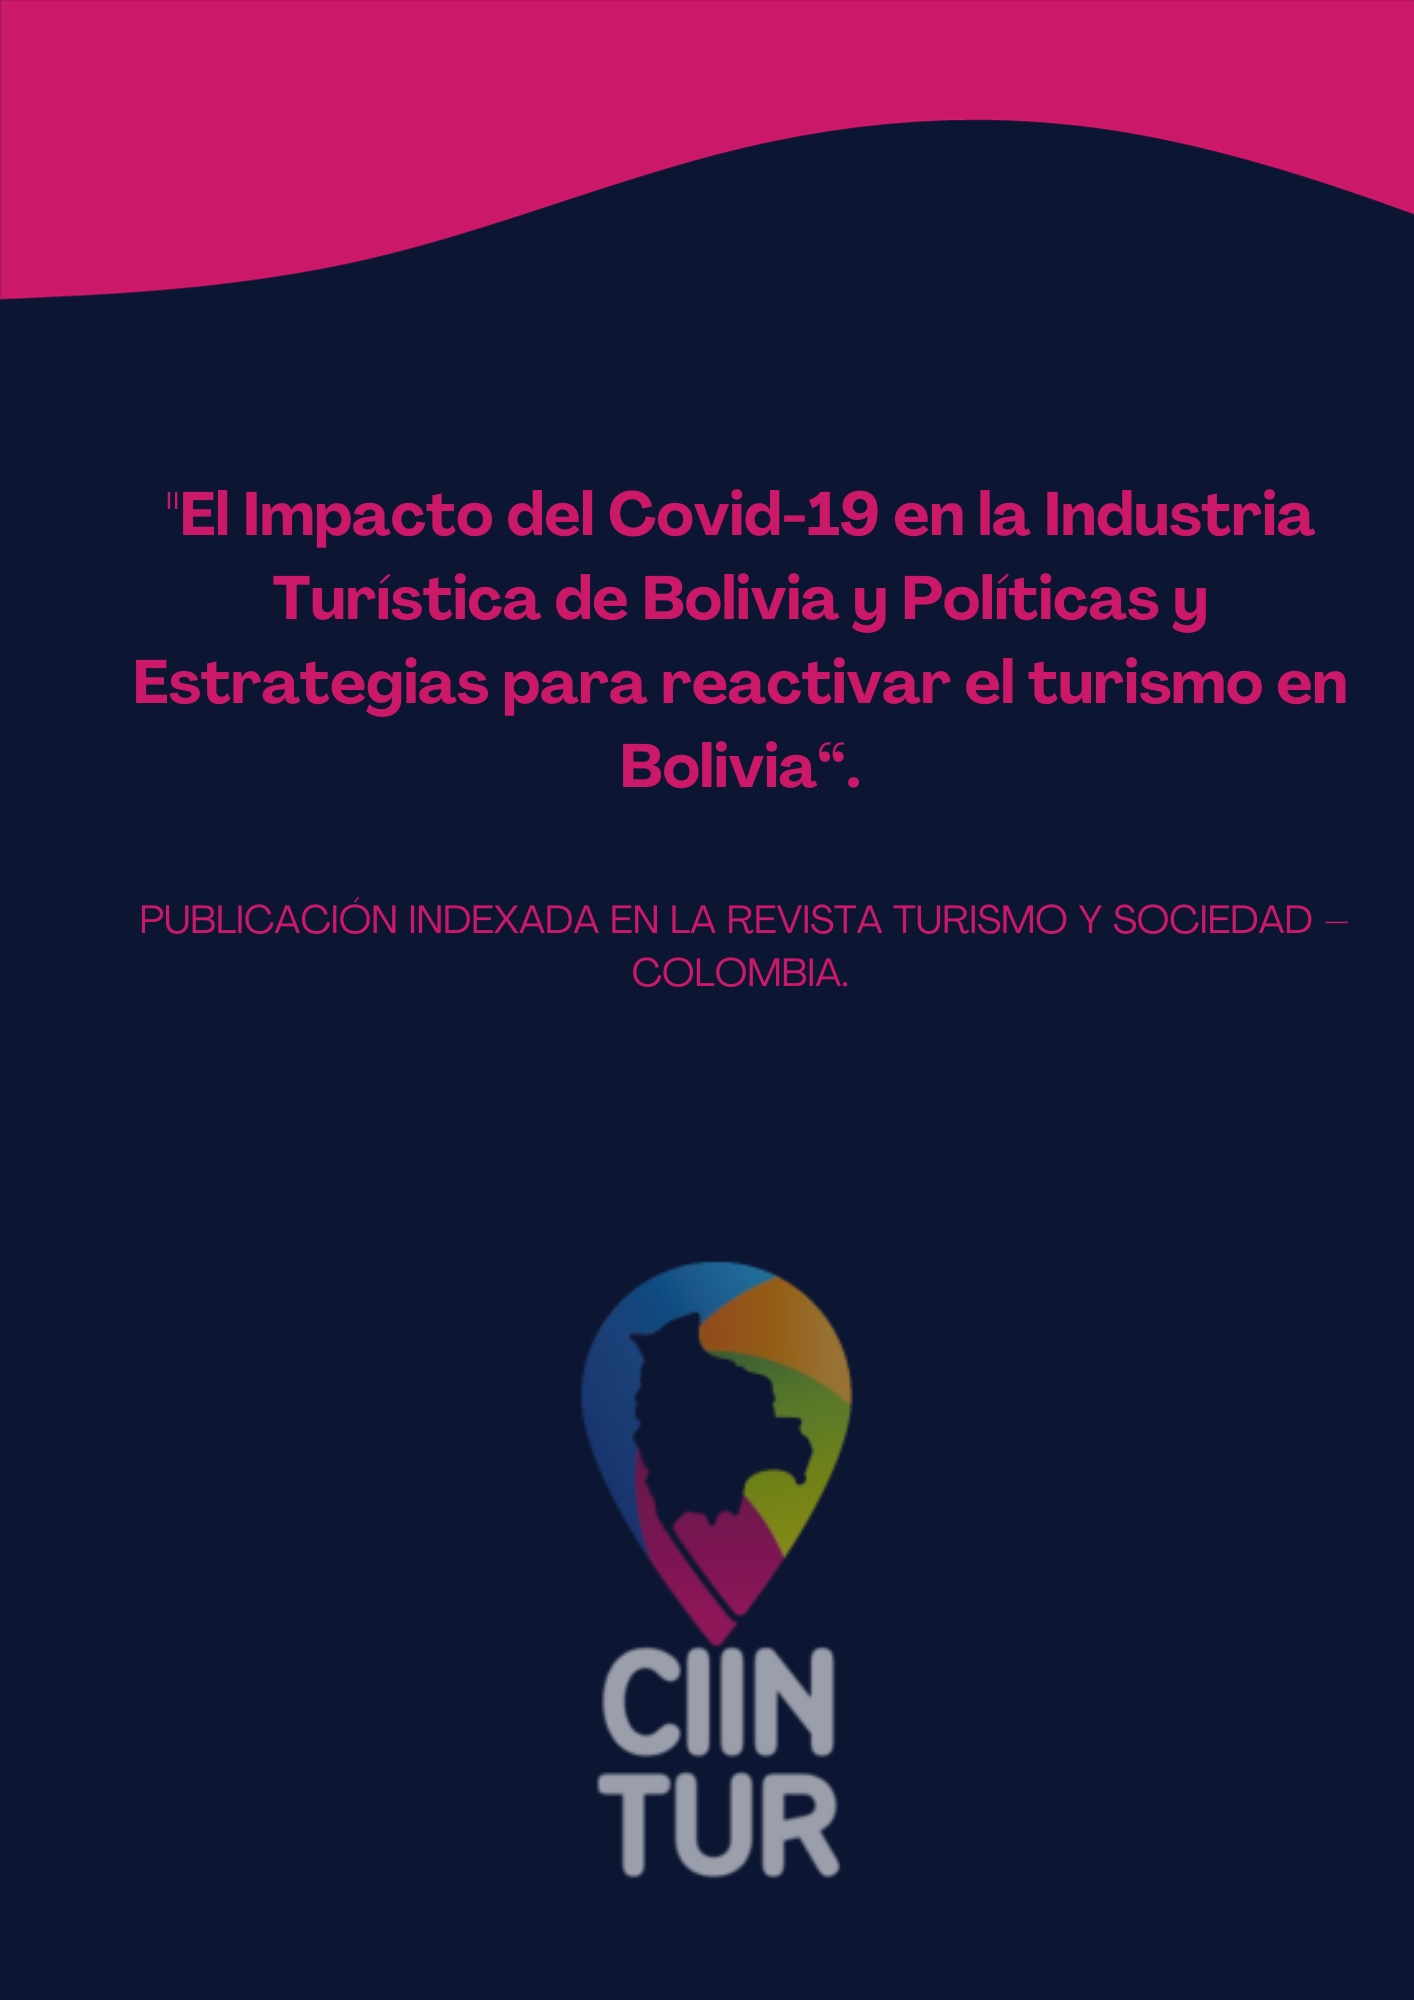 "El Impacto del Covid-19 en la Industria
Turística de Bolivia y Políticas y
Estrategias para reactivar el turismo en
Bolivia“.
PUBLICACIÓN INDEXADA EN LA REVISTA TURISMO Y SOCIEDAD –
COLOMBIA.
CIIN
TUR